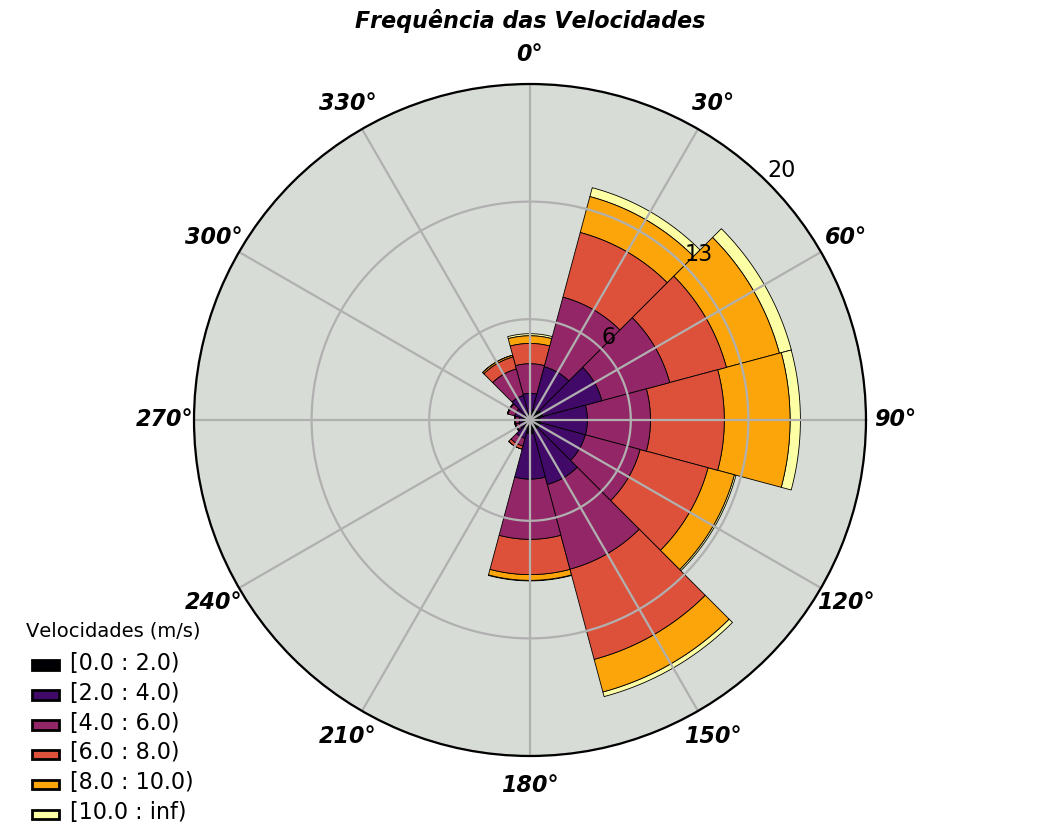 Frequência das Velocidades
0°
330°
30°
20
300°
60°
13
6
270°
90°
240°
120°
Velocidades (m/s)
[0.0 : 2.0)
[2.0 : 4.0)
[4.0 : 6.0)
210°
150°
[6.0 : 8.0)
[8.0 : 10.0)
180°
[10.0 : inf)